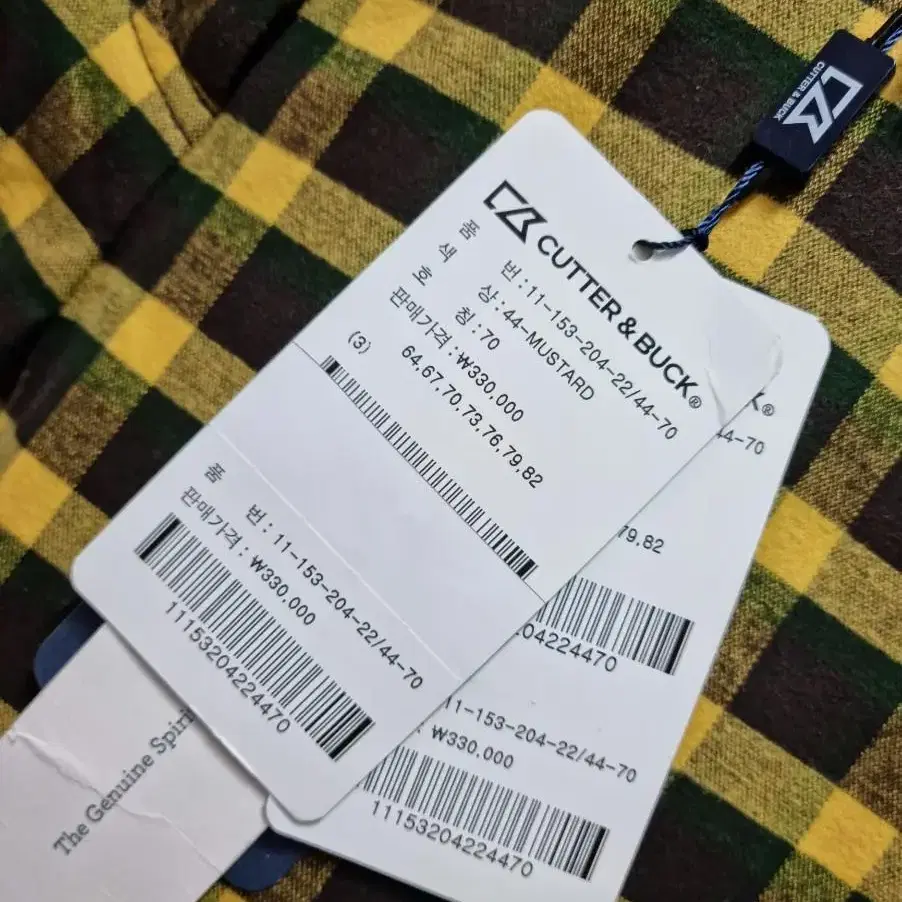 CUTTER & BUCK
CUTTER & BUCK®
품 번 : 11-153-204-22/44-70
색 상 : 44-MUSTARD
호 칭 : 70
판매가격 : ₩330.000
64.67.70.73.76.79.82
(3)
품 번 : 11-153-204-22/44-70
판매가격 : ₩330.000
11153204224470
K®
44-70
79.82
04224470
11-153-204-22/44-70
₩330.000
11153204224470
The Genuine Spiri